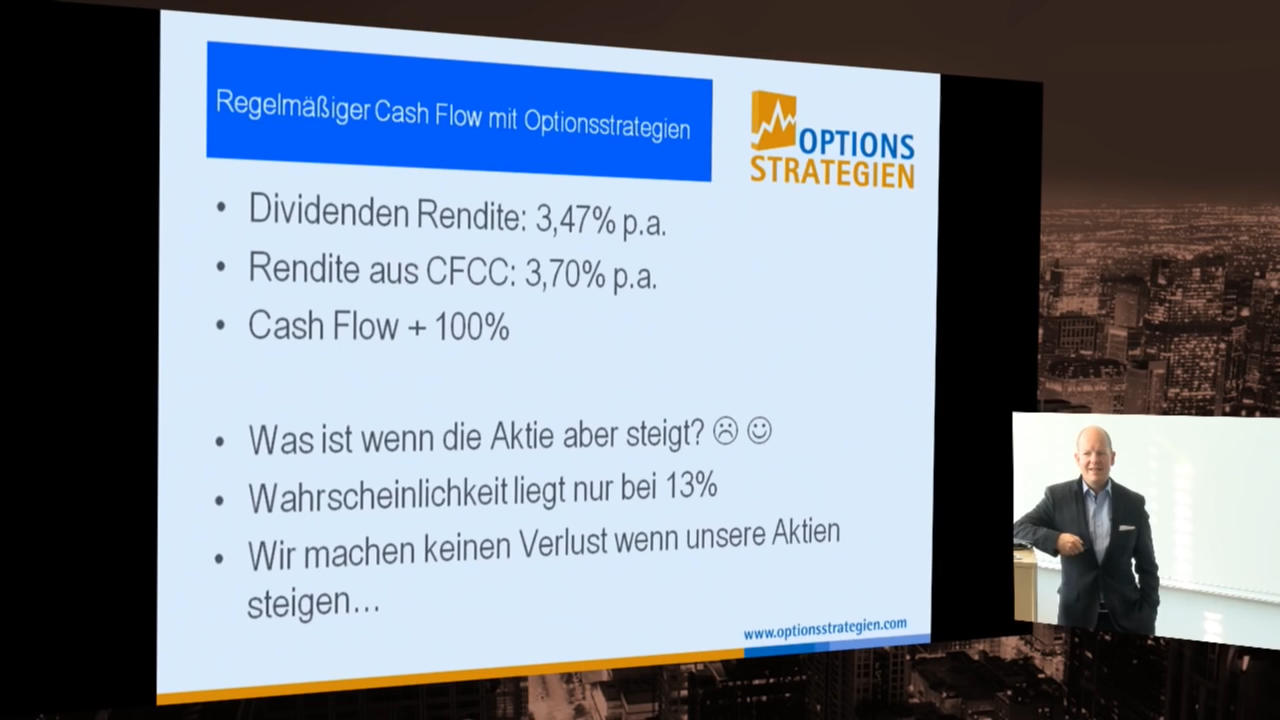 Regelmäßiger Cash Flow mit Optionsstrategien
OPTIONS
STRATEGIEN
• Dividenden Rendite: 3,47% p.a.
• Rendite aus CFCC: 3,70% p.a.
• Cash Flow + 100%
• Was ist wenn die Aktie aber steigt? ☹ ☺
• Wahrscheinlichkeit liegt nur bei 13%
• Wir machen keinen Verlust wenn unsere Aktien
steigen…
www.optionsstrategien.com